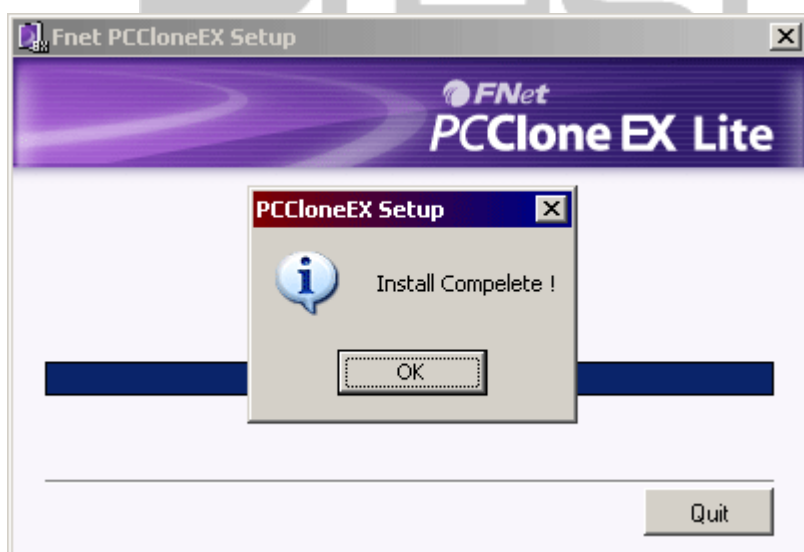 Fnet PCCloneEX Setup
FNet
PCClone EX Lite
PCCloneEX Setup
Install Compelete !
OK
Quit